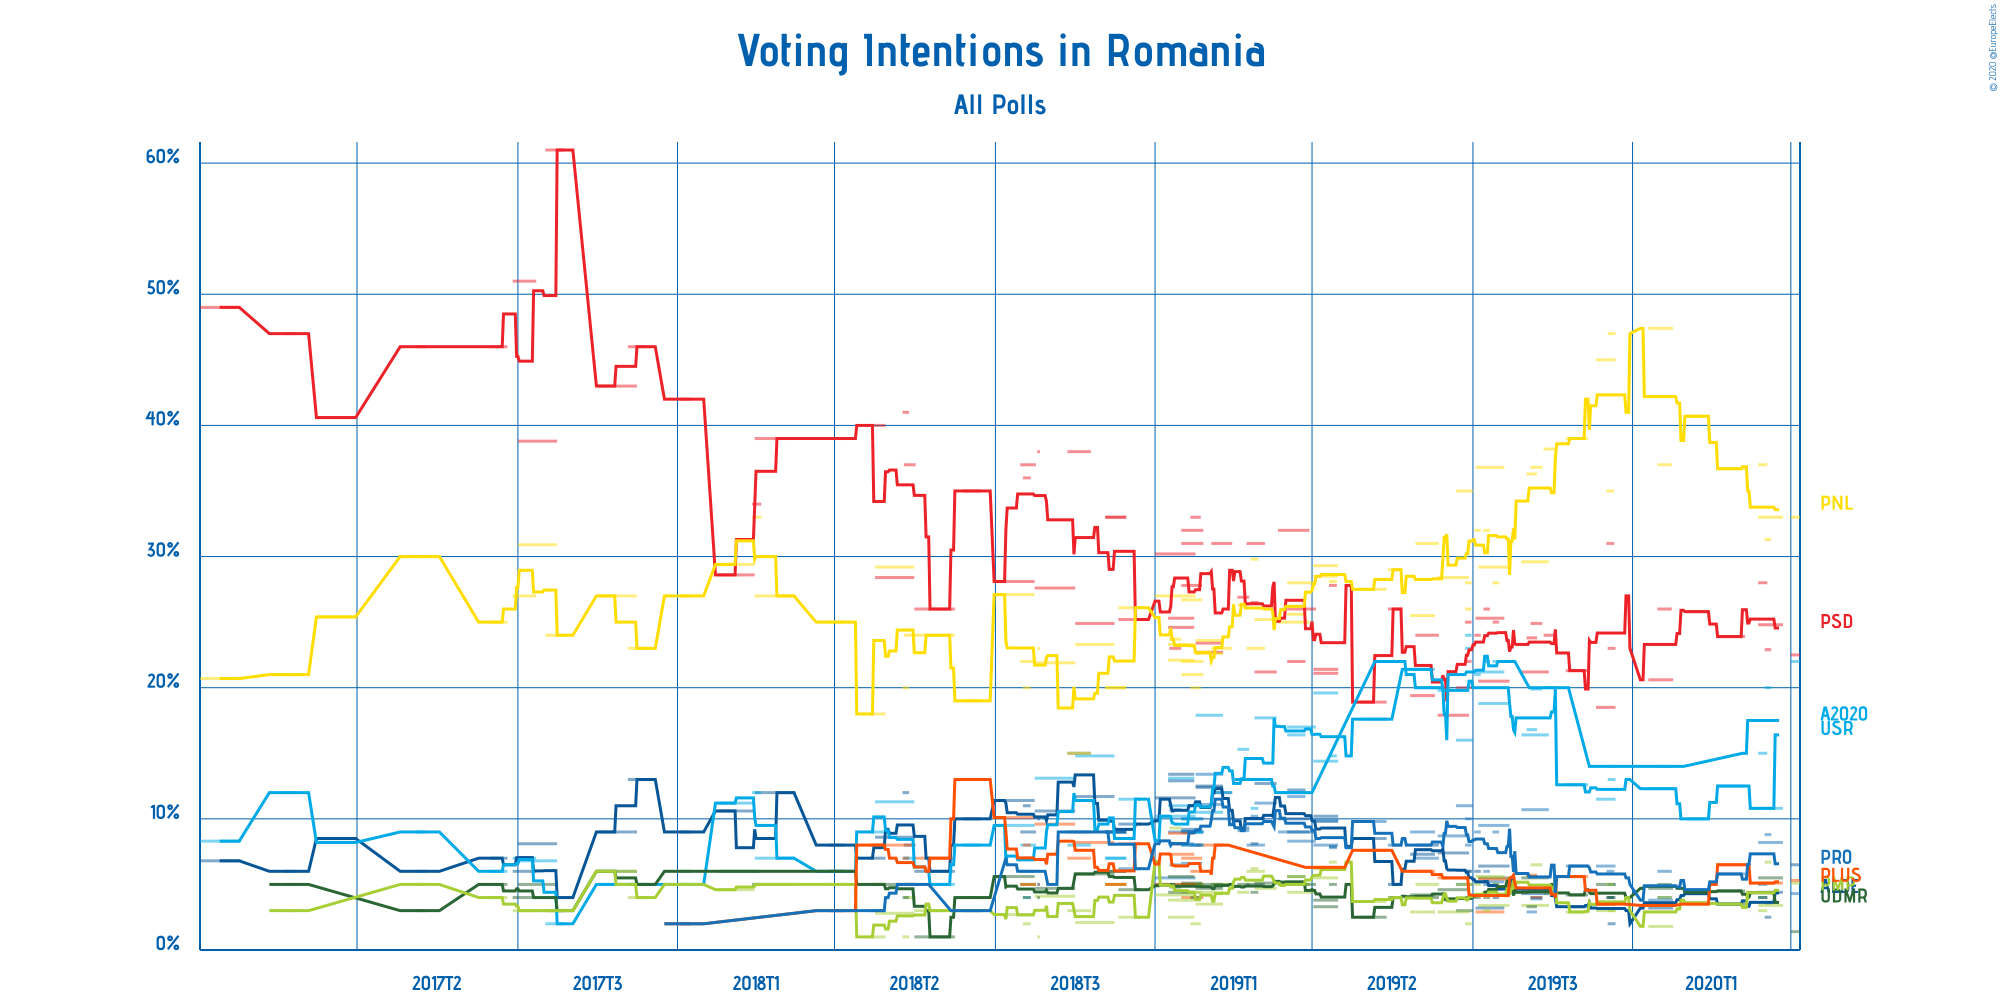 © 2020 @EuropeElects
Voting Intentions in Romania
All Polls
60%
50%
40%
30%
20%
10%
0%
PNL
PSD
A2020
USR
PRO
PLUS
PMP
UDMR
2017T2 2017T3 2018T1 2018T2 2018T3 2019T1 2019T2 2019T3 2020T1